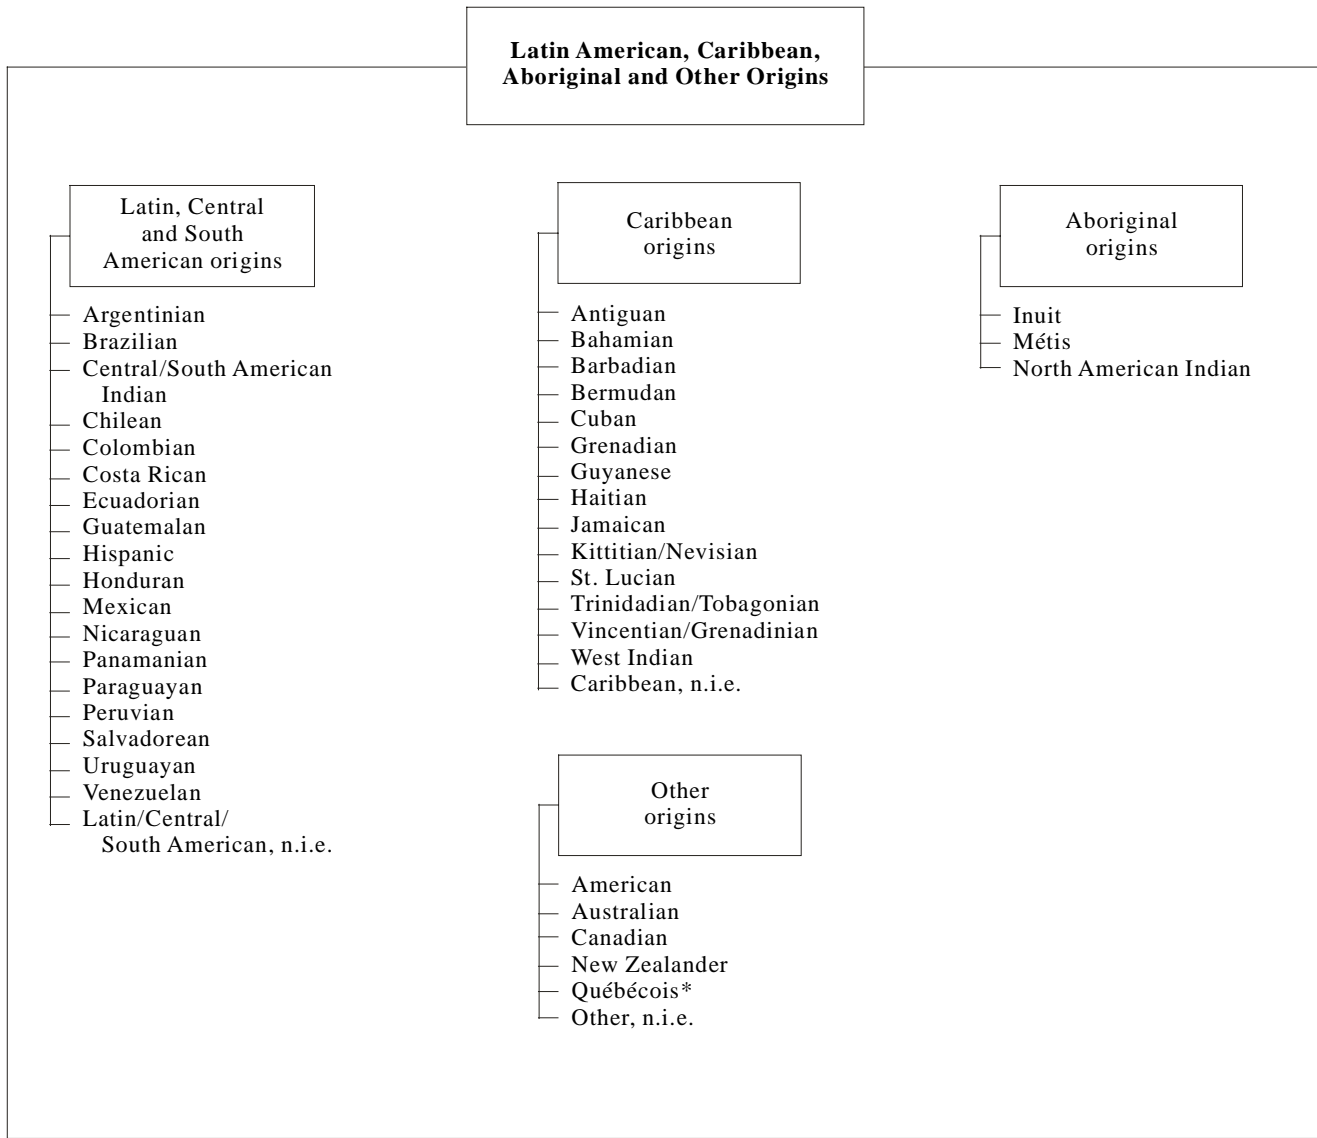 Latin American, Caribbean,
Aboriginal and Other Origins
Latin, Central
and South
American origins
Argentinian
Brazilian
Central/South American
Indian
Chilean
Colombian
Costa Rican
Ecuadorian
Guatemalan
Hispanic
Honduran
Mexican
Nicaraguan
Panamanian
Paraguayan
Peruvian
Salvadorean
Uruguayan
Venezuelan
Latin/Central/
South American, n.i.e.
Caribbean
origins
Antiguan
Bahamian
Barbadian
Bermudan
Cuban
Grenadian
Guyanese
Haitian
Jamaican
Kittitian/Nevisian
St. Lucian
Trinidadian/Tobagonian
Vincentian/Grenadinian
West Indian
Caribbean, n.i.e.
Other
origins
American
Australian
Canadian
New Zealander
Québécois*
Other, n.i.e.
Aboriginal
origins
Inuit
Métis
North American Indian